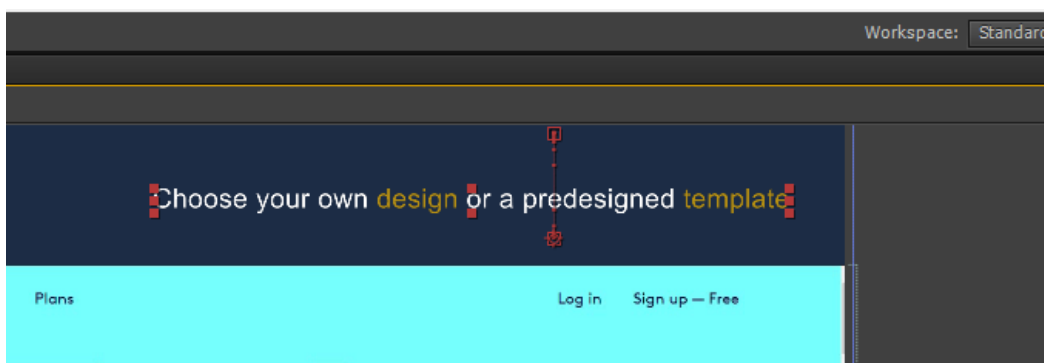 Workspace: Standard
Choose your own design or a predesigned template
Plans Log in Sign up — Free